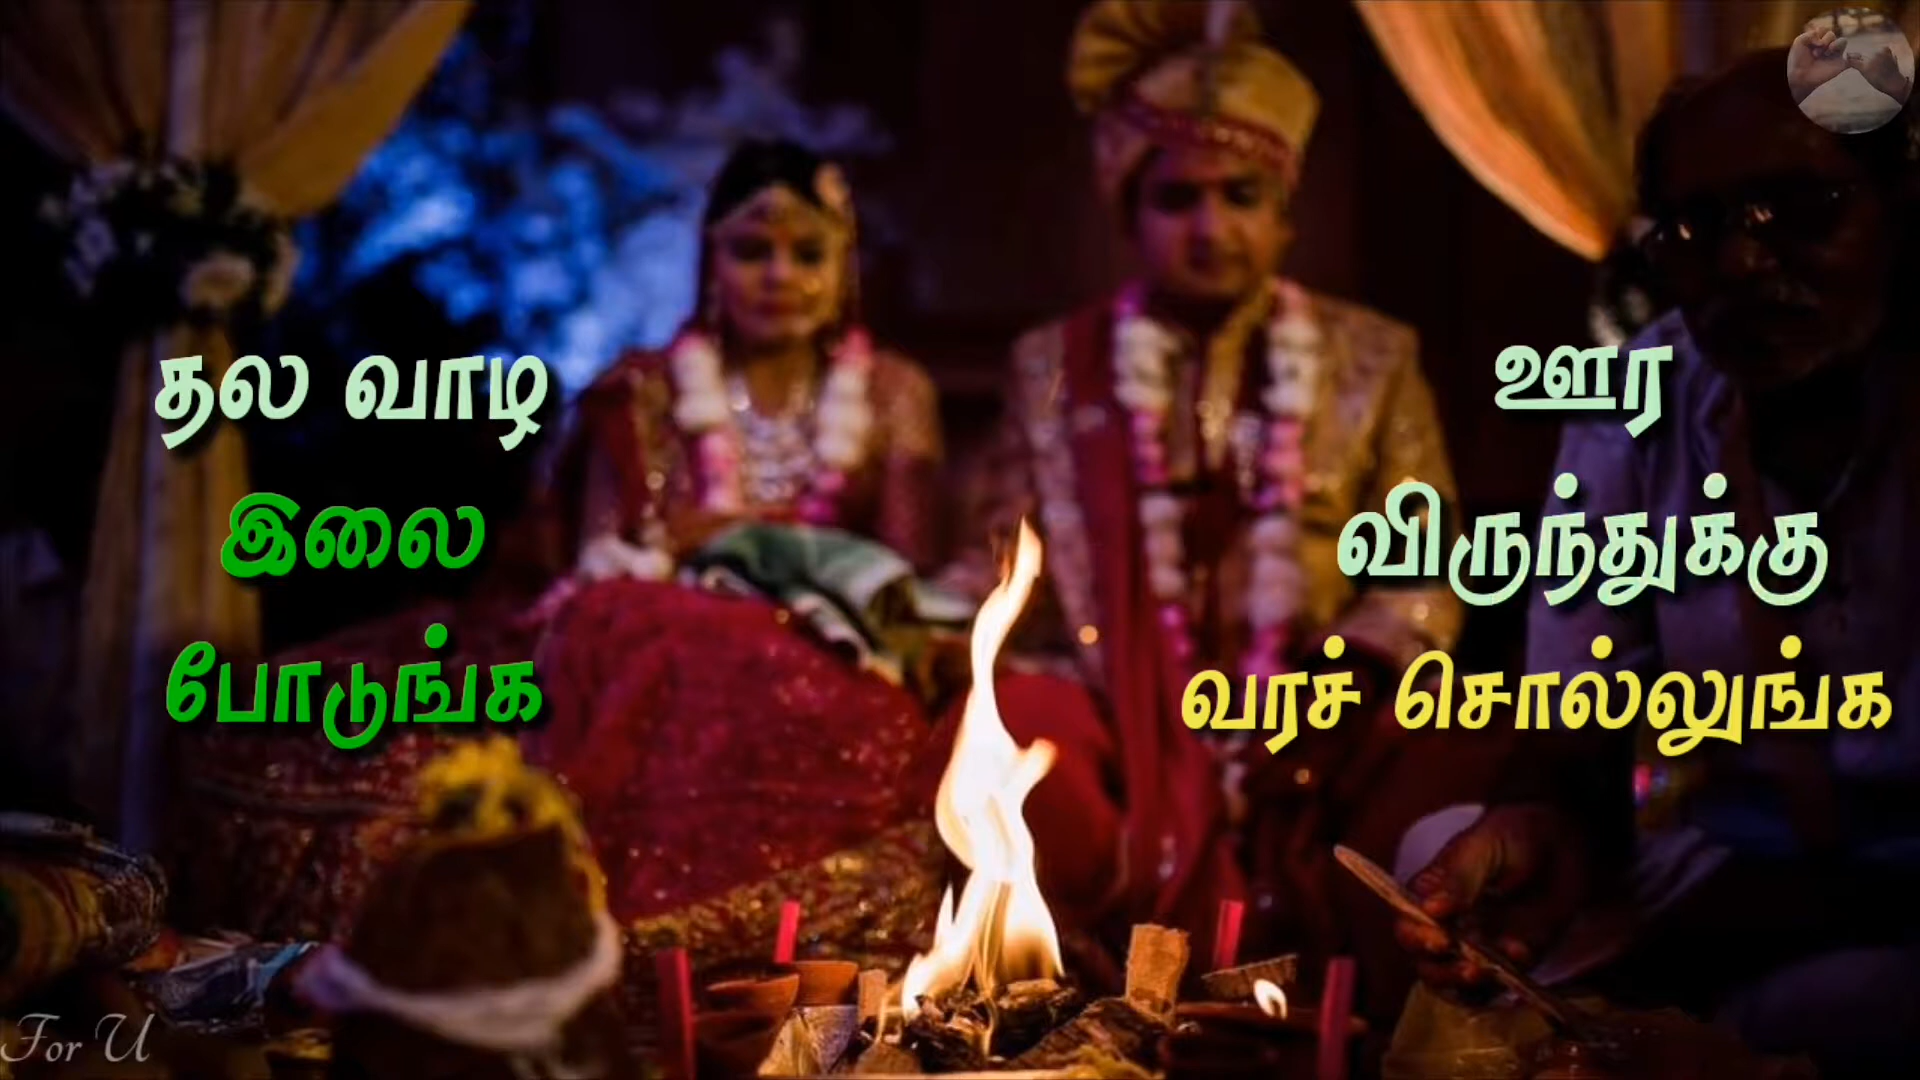 தல வாடி
இலை
போடுங்க
ஊர
விருந்துக்கு
வரச் சொல்லுங்க
For U